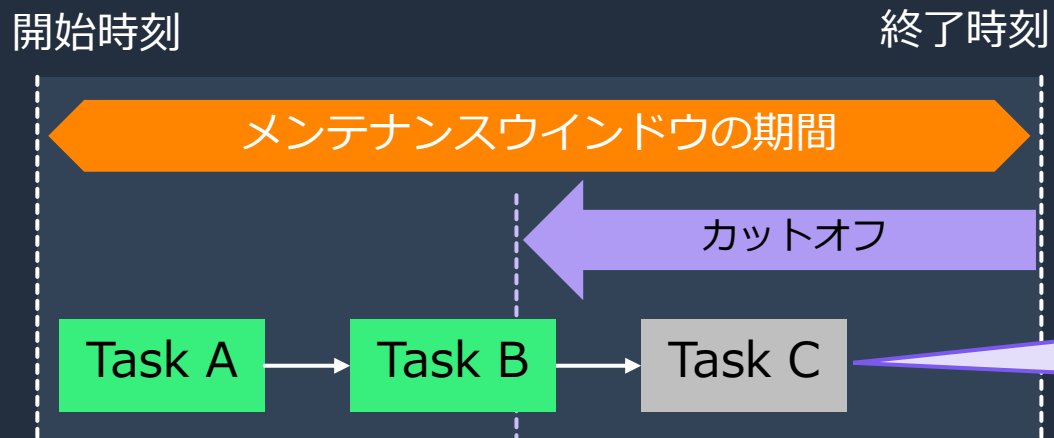 開始時刻
終了時刻
メンテナンスウインドウの期間
カットオフ
Task A
Task B
Task C